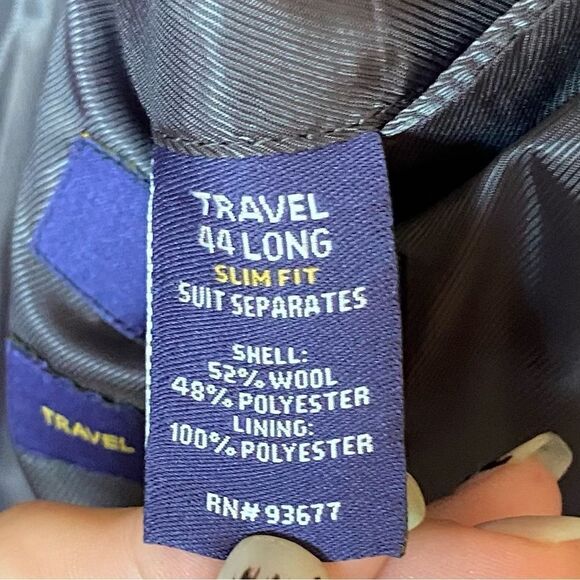 TRAVEL
44 LONG
SLIM FIT
SUIT SEPARATES
SHELL:
52% WOOL
48% POLYESTER
LINING:
100% POLYESTER
RN# 93677
TRAVEL